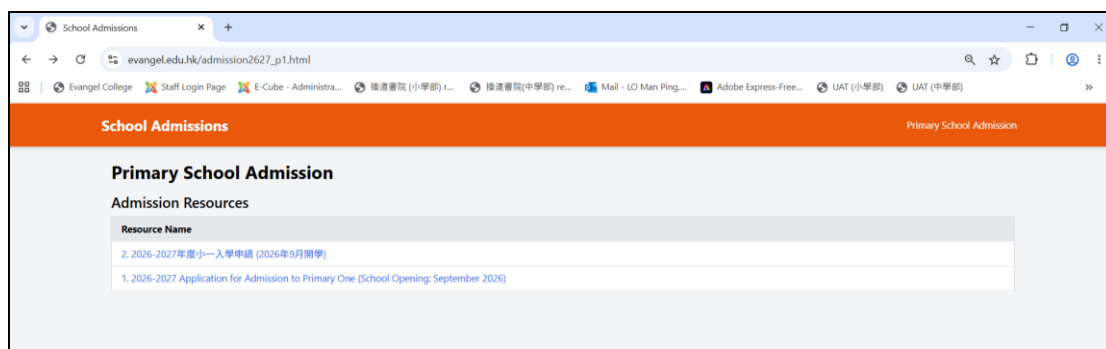 School Admissions
evangel.edu.hk/admission2627_p1.html
Evangel College Staff Login Page E-Cube - Administra... 播道書院 (小學部) r... 播道書院(中學部) re... Mail - LO Man Ping,... Adobe Express-Free... UAT (小學部) UAT (中學部)
School Admissions Primary School Admission
Primary School Admission
Admission Resources
Resource Name
2. 2026-2027年度小一入學申請 (2026年9月開學)
1. 2026-2027 Application for Admission to Primary One (School Opening: September 2026)